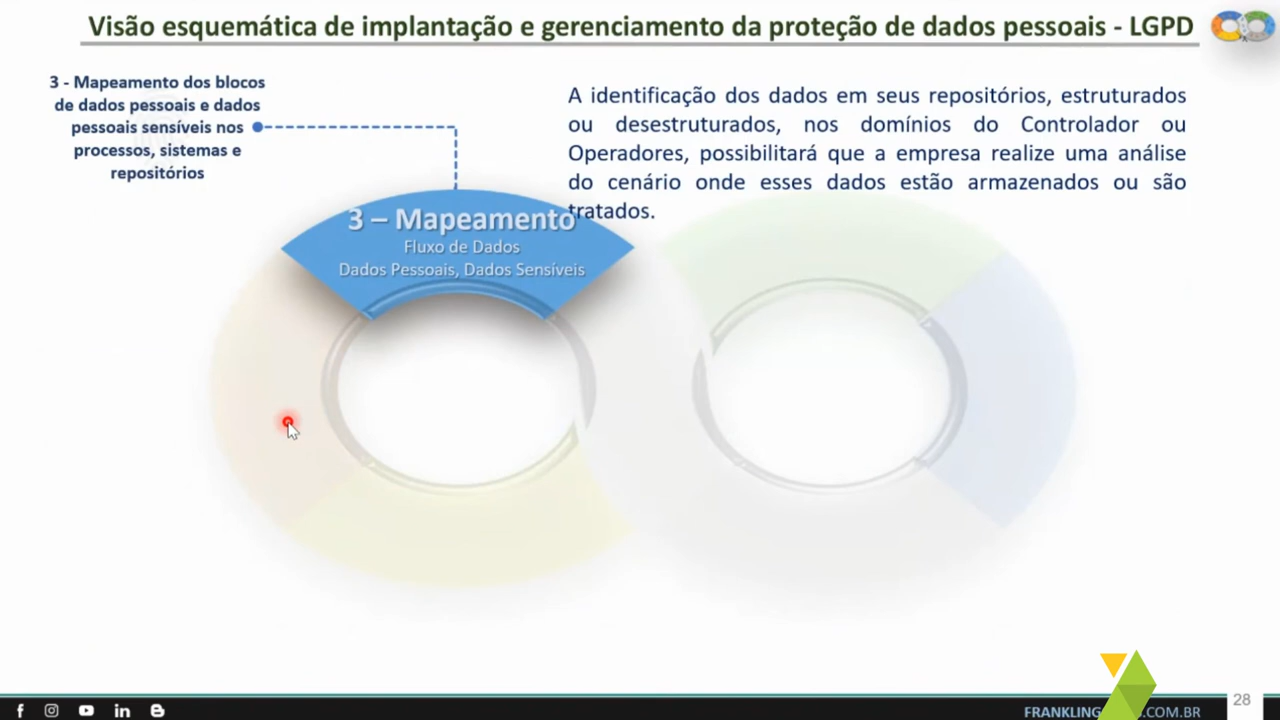 Visão esquemática de implantação e gerenciamento da proteção de dados pessoais - LGPD
3 - Mapeamento dos blocos
de dados pessoais e dados
pessoais sensíveis nos
processos, sistemas e
repositórios
A identificação dos dados em seus repositórios, estruturados
ou desestruturados, nos domínios do Controlador ou
Operadores, possibilitará que a empresa realize uma análise
do cenário onde esses dados estão armazenados ou são
tratados.
3 – Mapeamento
Fluxo de Dados
Dados Pessoais, Dados Sensíveis
28